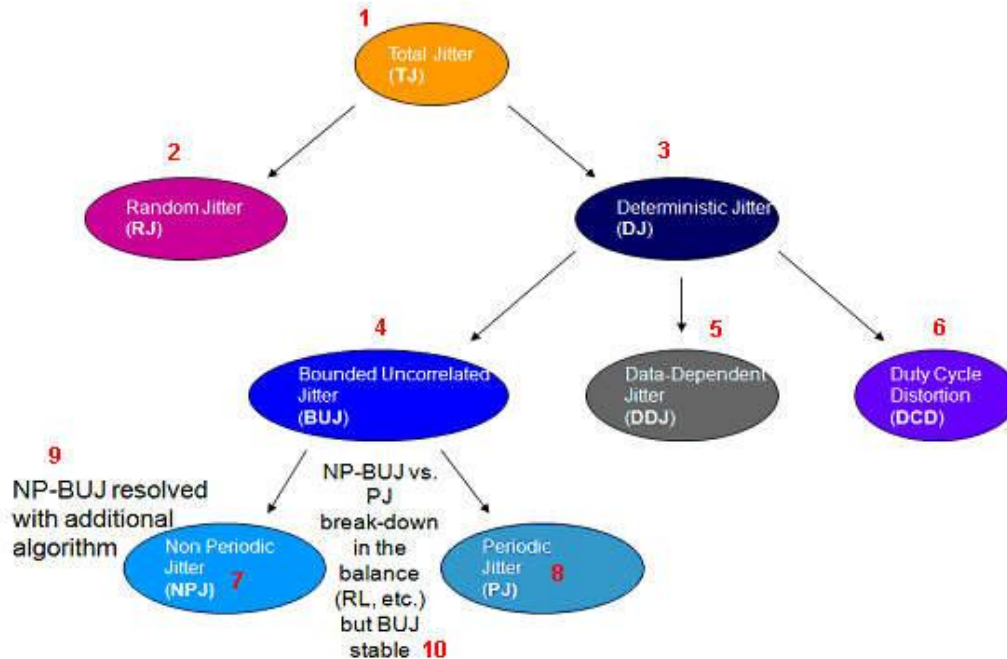 1
Total Jitter
(TJ)
2
Random Jitter
(RJ)
3
Deterministic Jitter
(DJ)
4
Bounded Uncorrelated
Jitter
(BUJ)
5
Data-Dependent
Jitter
(DDJ)
6
Duty Cycle
Distortion
(DCD)
9
NP-BUJ resolved
with additional
algorithm
Non Periodic
Jitter
(NPJ) 7
NP-BUJ vs.
PJ
break-down
in the
balance
(RL, etc.)
but BUJ
stable 10
Periodic
Jitter 8
(PJ)